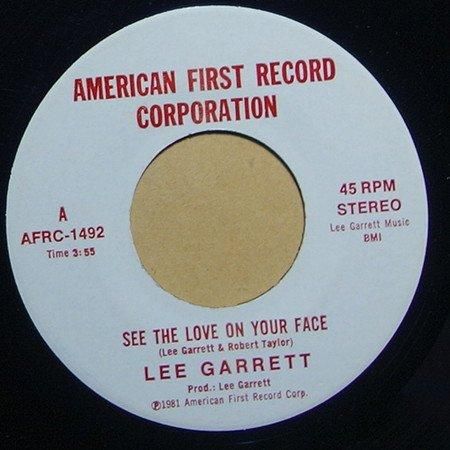 AMERICAN FIRST RECORD
CORPORATION
A
AFRC-1492
Time 3:55
45 RPM
STEREO
Lee Garrett Music
BMI
SEE THE LOVE ON YOUR FACE
(Lee Garrett & Robert Taylor)
LEE GARRETT
Prod.: Lee Garrett
℗1981 American First Record Corp.